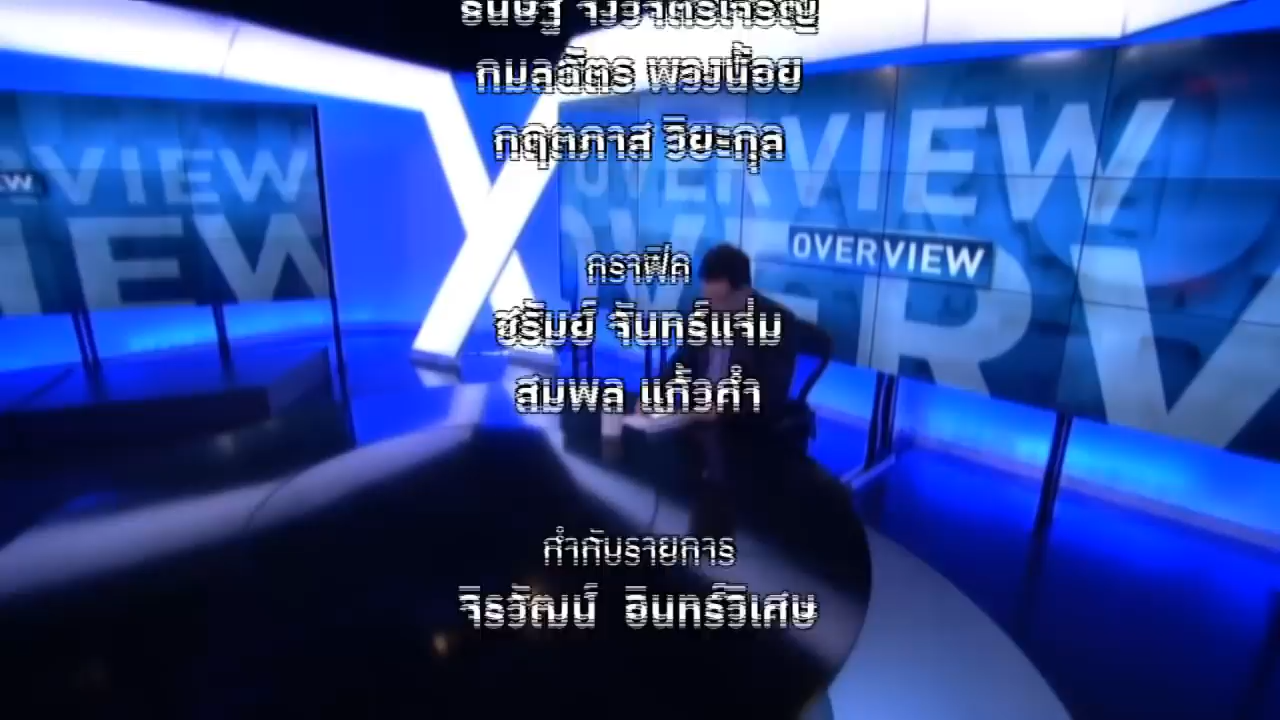 กมลฉัตร พวงน้อย
กฤตภาส วิยะกุล
กราฟิก
ชรัมย์ จันทร์แจ่ม
สมพล แก้วคำ
กำกับรายการ
จิรวัฒน์ อินทร์วิเศษ
OVERVIEW
OVERVIEW